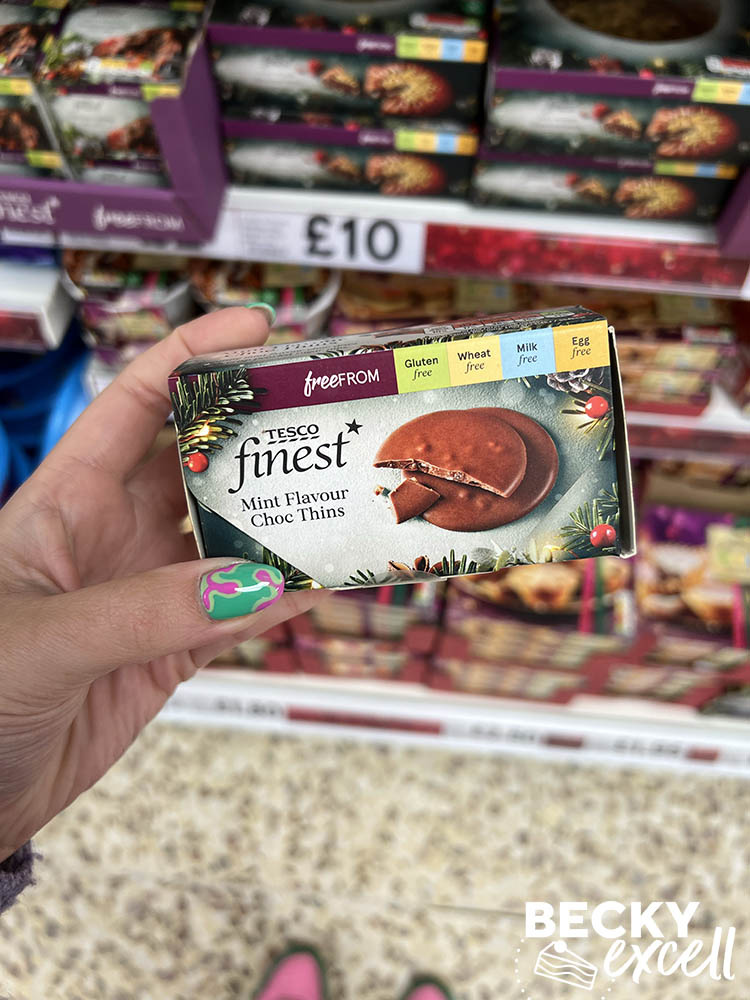 finest*
freeFROM
£10
freeFROM
Gluten free
Wheat free
Milk free
Egg free
TESCO
finest*
Mint Flavour
Choc Thins
BECKY
excell